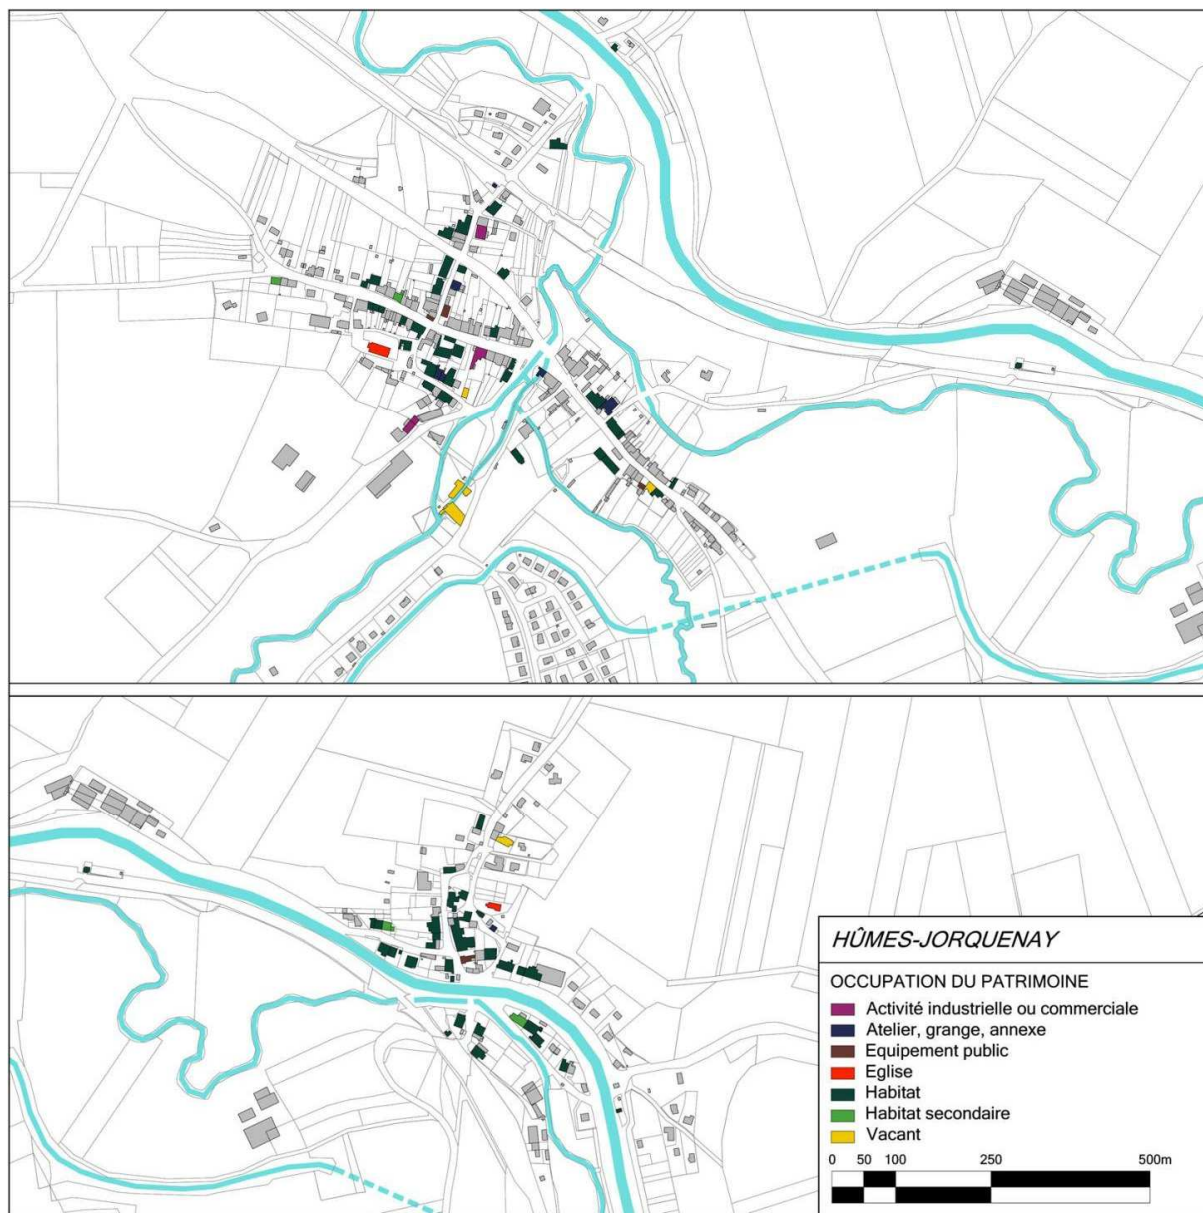 HÛMES-JORQUENAY
OCCUPATION DU PATRIMOINE
Activité industrielle ou commerciale
Atelier, grange, annexe
Equipement public
Eglise
Habitat
Habitat secondaire
Vacant
0 50 100 250 500m